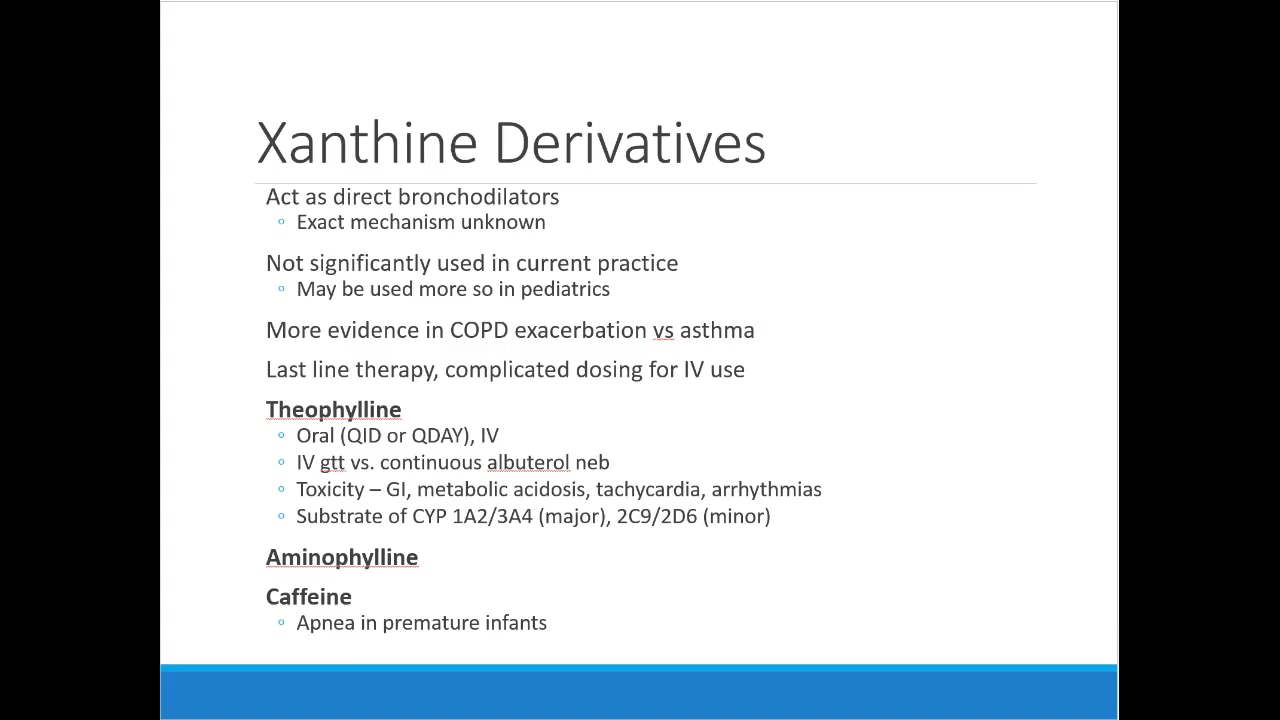 Xanthine Derivatives
Act as direct bronchodilators
◦ Exact mechanism unknown
Not significantly used in current practice
◦ May be used more so in pediatrics
More evidence in COPD exacerbation vs asthma
Last line therapy, complicated dosing for IV use
Theophylline
◦ Oral (QID or QDAY), IV
◦ IV gtt vs. continuous albuterol neb
◦ Toxicity – GI, metabolic acidosis, tachycardia, arrhythmias
◦ Substrate of CYP 1A2/3A4 (major), 2C9/2D6 (minor)
Aminophylline
Caffeine
◦ Apnea in premature infants